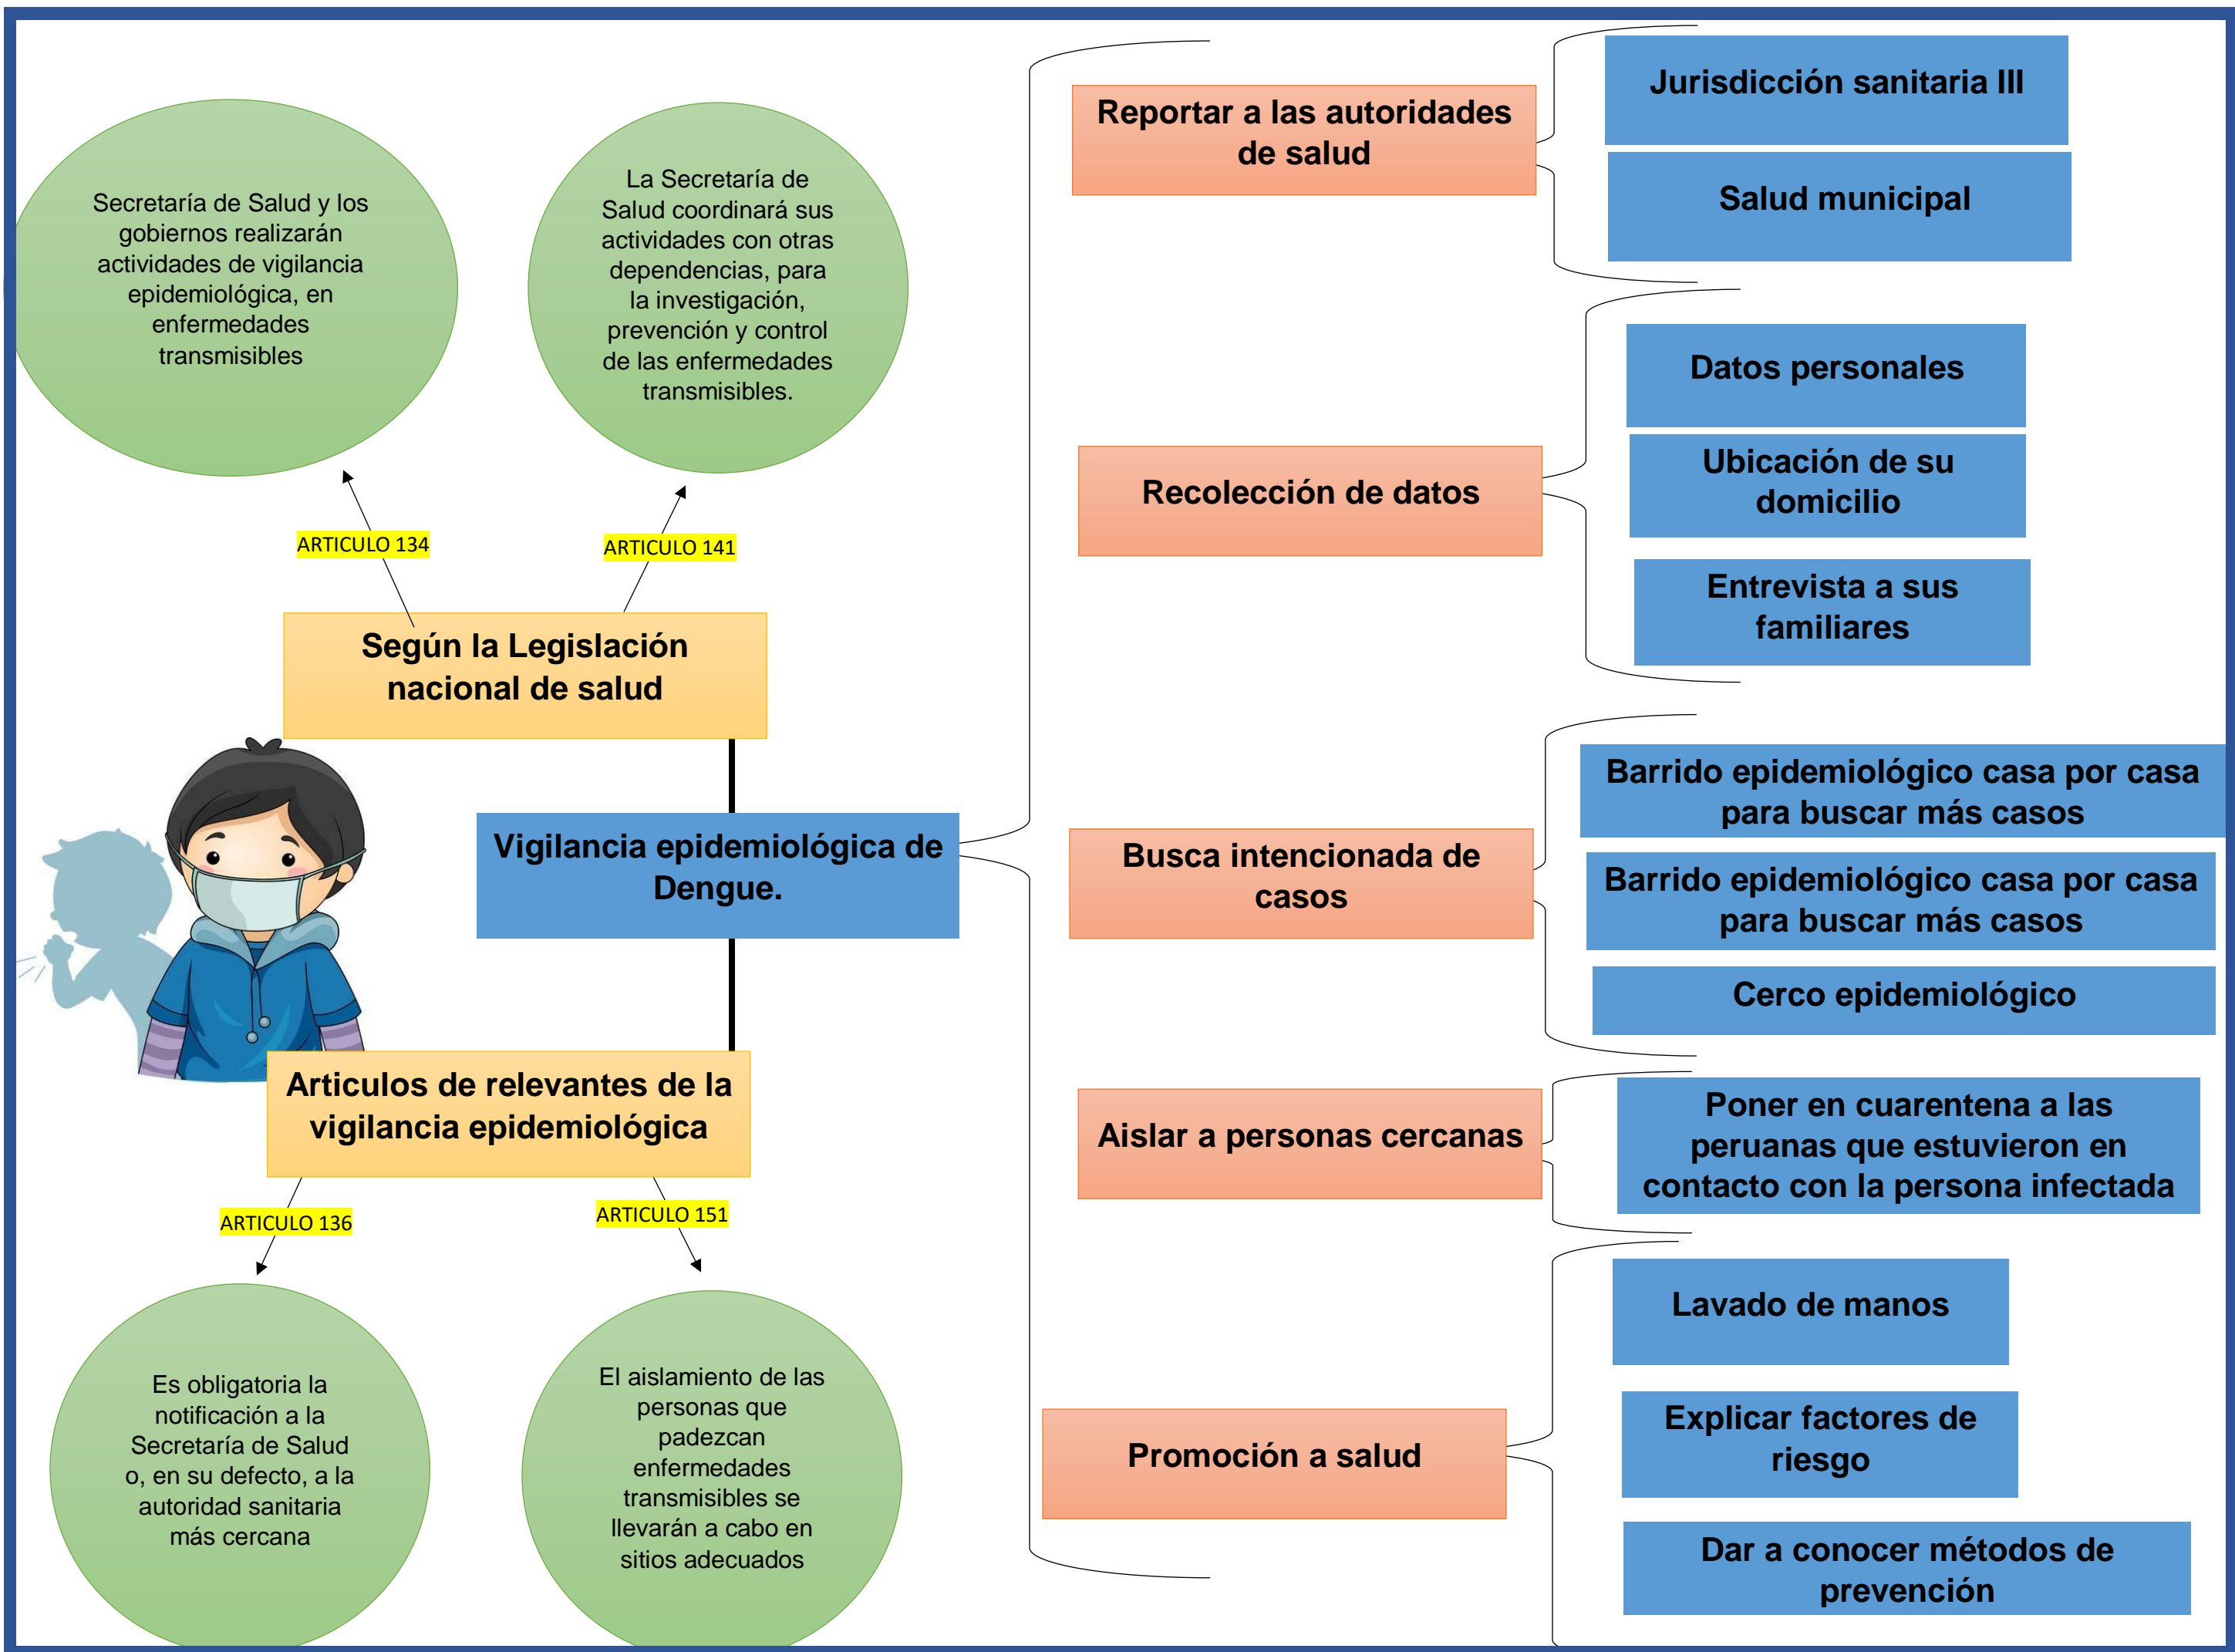 Secretaría de Salud y los
gobiernos realizarán
actividades de vigilancia
epidemiológica, en
enfermedades
transmisibles
La Secretaría de
Salud coordinará sus
actividades con otras
dependencias, para
la investigación,
prevención y control
de las enfermedades
transmisibles.
ARTICULO 134
ARTICULO 141
Según la Legislación
nacional de salud
Vigilancia epidemiológica de
Dengue.
Articulos de relevantes de la
vigilancia epidemiológica
ARTICULO 136
ARTICULO 151
Es obligatoria la
notificación a la
Secretaría de Salud
o, en su defecto, a la
autoridad sanitaria
más cercana
El aislamiento de las
personas que
padezcan
enfermedades
transmisibles se
llevarán a cabo en
sitios adecuados
Reportar a las autoridades
de salud
Jurisdicción sanitaria III
Salud municipal
Recolección de datos
Datos personales
Ubicación de su
domicilio
Entrevista a sus
familiares
Busca intencionada de
casos
Barrido epidemiológico casa por casa
para buscar más casos
Barrido epidemiológico casa por casa
para buscar más casos
Cerco epidemiológico
Aislar a personas cercanas
Poner en cuarentena a las
peruanas que estuvieron en
contacto con la persona infectada
Promoción a salud
Lavado de manos
Explicar factores de
riesgo
Dar a conocer métodos de
prevención